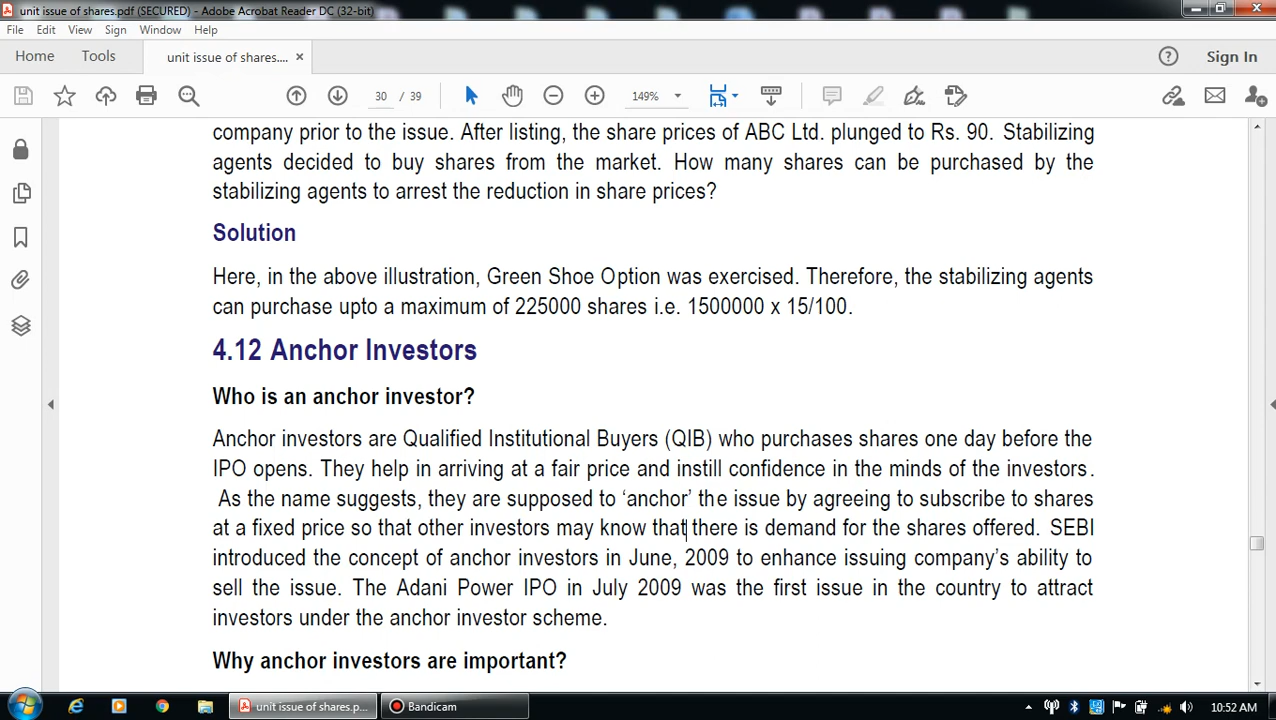 unit issue of shares.pdf (SECURED) - Adobe Acrobat Reader DC (32-bit)
File Edit View Sign Window Help
Home Tools unit issue of shares.... × Sign In
30 / 39 149%
company prior to the issue. After listing, the share prices of ABC Ltd. plunged to Rs. 90. Stabilizing
agents decided to buy shares from the market. How many shares can be purchased by the
stabilizing agents to arrest the reduction in share prices?
Solution
Here, in the above illustration, Green Shoe Option was exercised. Therefore, the stabilizing agents
can purchase upto a maximum of 225000 shares i.e. 1500000 x 15/100.
4.12 Anchor Investors
Who is an anchor investor?
Anchor investors are Qualified Institutional Buyers (QIB) who purchases shares one day before the
IPO opens. They help in arriving at a fair price and instill confidence in the minds of the investors.
As the name suggests, they are supposed to ‘anchor’ the issue by agreeing to subscribe to shares
at a fixed price so that other investors may know that there is demand for the shares offered. SEBI
introduced the concept of anchor investors in June, 2009 to enhance issuing company’s ability to
sell the issue. The Adani Power IPO in July 2009 was the first issue in the country to attract
investors under the anchor investor scheme.
Why anchor investors are important?
unit issue of shares.p... Bandicam 10:52 AM